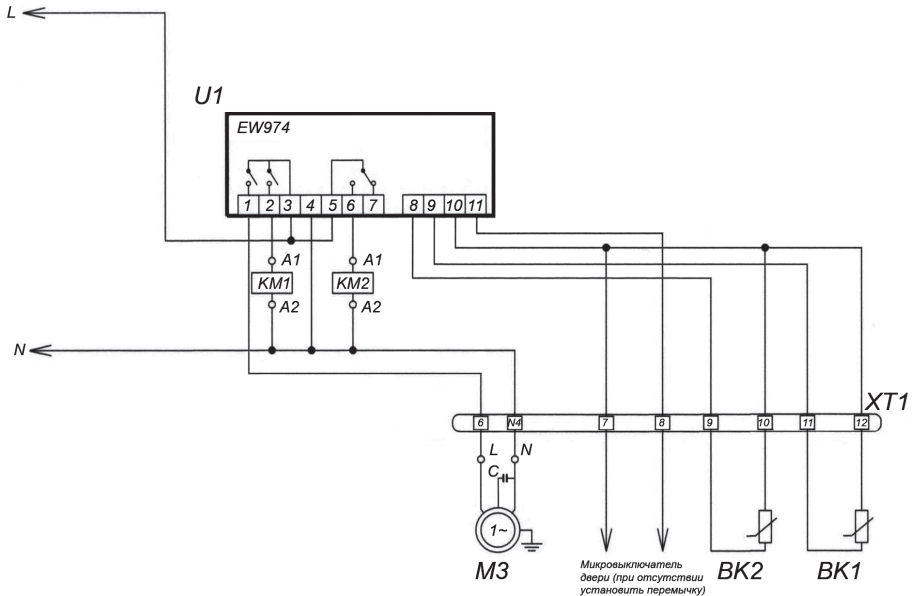 L
U1
EW974
1 2 3 4 5 6 7 8 9 10 11
A1 A1
KM1 KM2
A2 A2
N
XT1
6 N4 7 8 9 10 11 12
L N
C
1~
M3
Микровыключатель
двери (при отсутствии
установить перемычку)
BK2
BK1